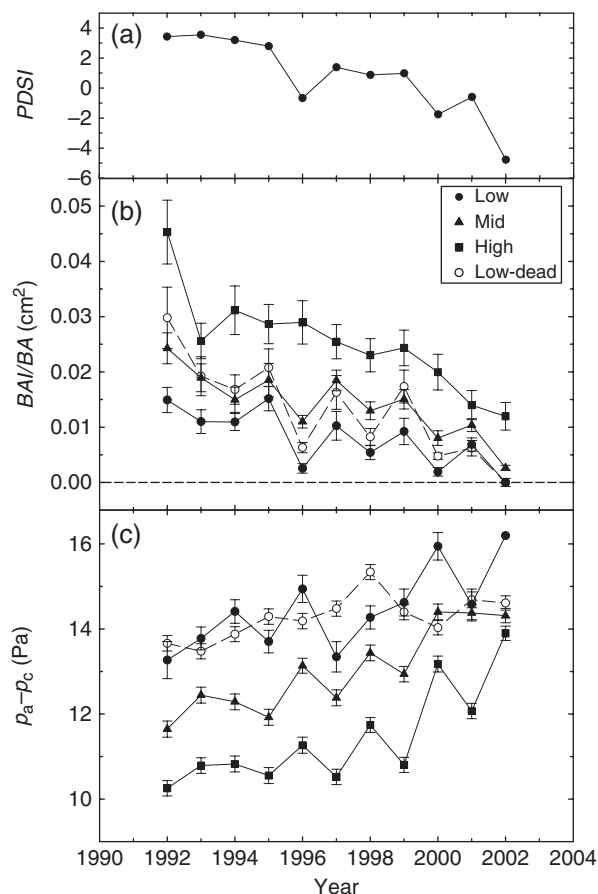 (a)
4
2
0
−2
−4
−6
PDSI
(b)
Low
Mid
High
Low-dead
0.05
0.04
0.03
0.02
0.01
0.00
BAI/BA (cm²)
(c)
16
14
12
10
pa–pc (Pa)
1990 1992 1994 1996 1998 2000 2002 2004
Year